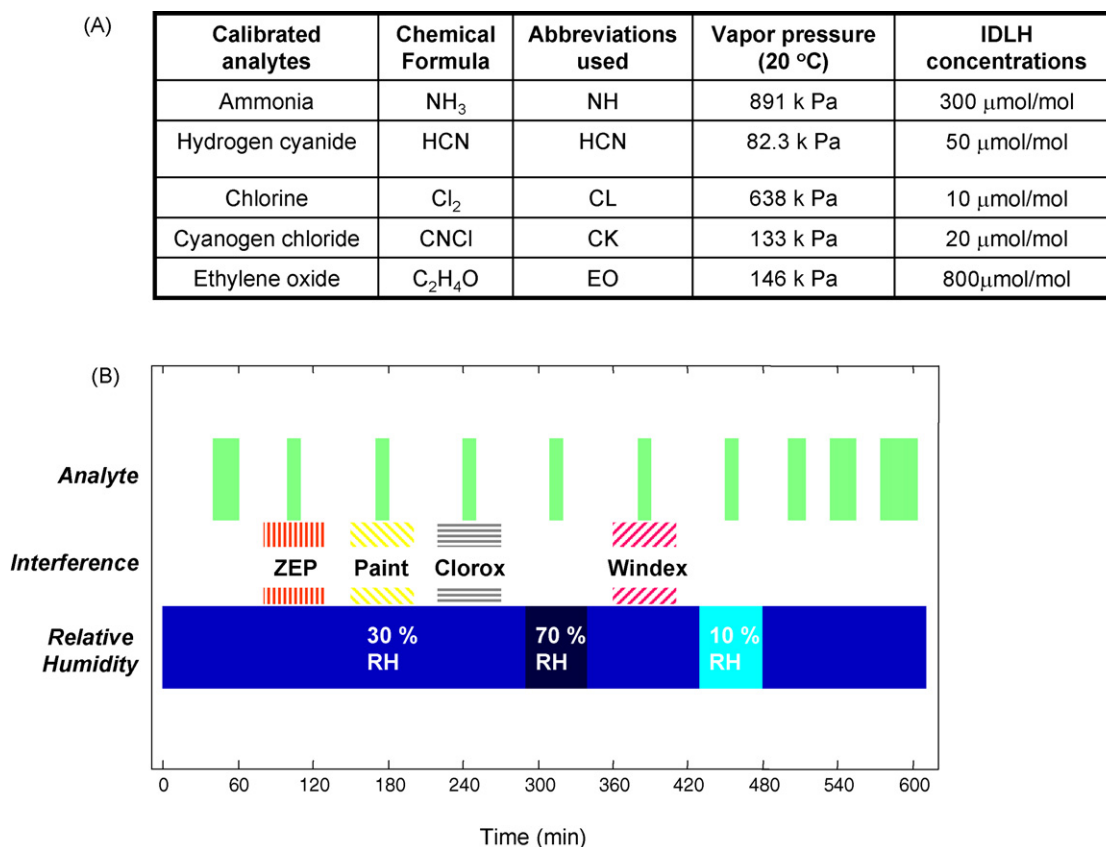 (A)
Calibrated analytes Chemical Formula Abbreviations used Vapor pressure (20 °C) IDLH concentrations
Ammonia NH3 NH 891 k Pa 300 μmol/mol
Hydrogen cyanide HCN HCN 82.3 k Pa 50 μmol/mol
Chlorine Cl2 CL 638 k Pa 10 μmol/mol
Cyanogen chloride CNCl CK 133 k Pa 20 μmol/mol
Ethylene oxide C2H4O EO 146 k Pa 800μmol/mol
(B)
Analyte
Interference
ZEP Paint Clorox Windex
Relative Humidity
30 % RH
70 % RH
10 % RH
0 60 120 180 240 300 360 420 480 540 600
Time (min)